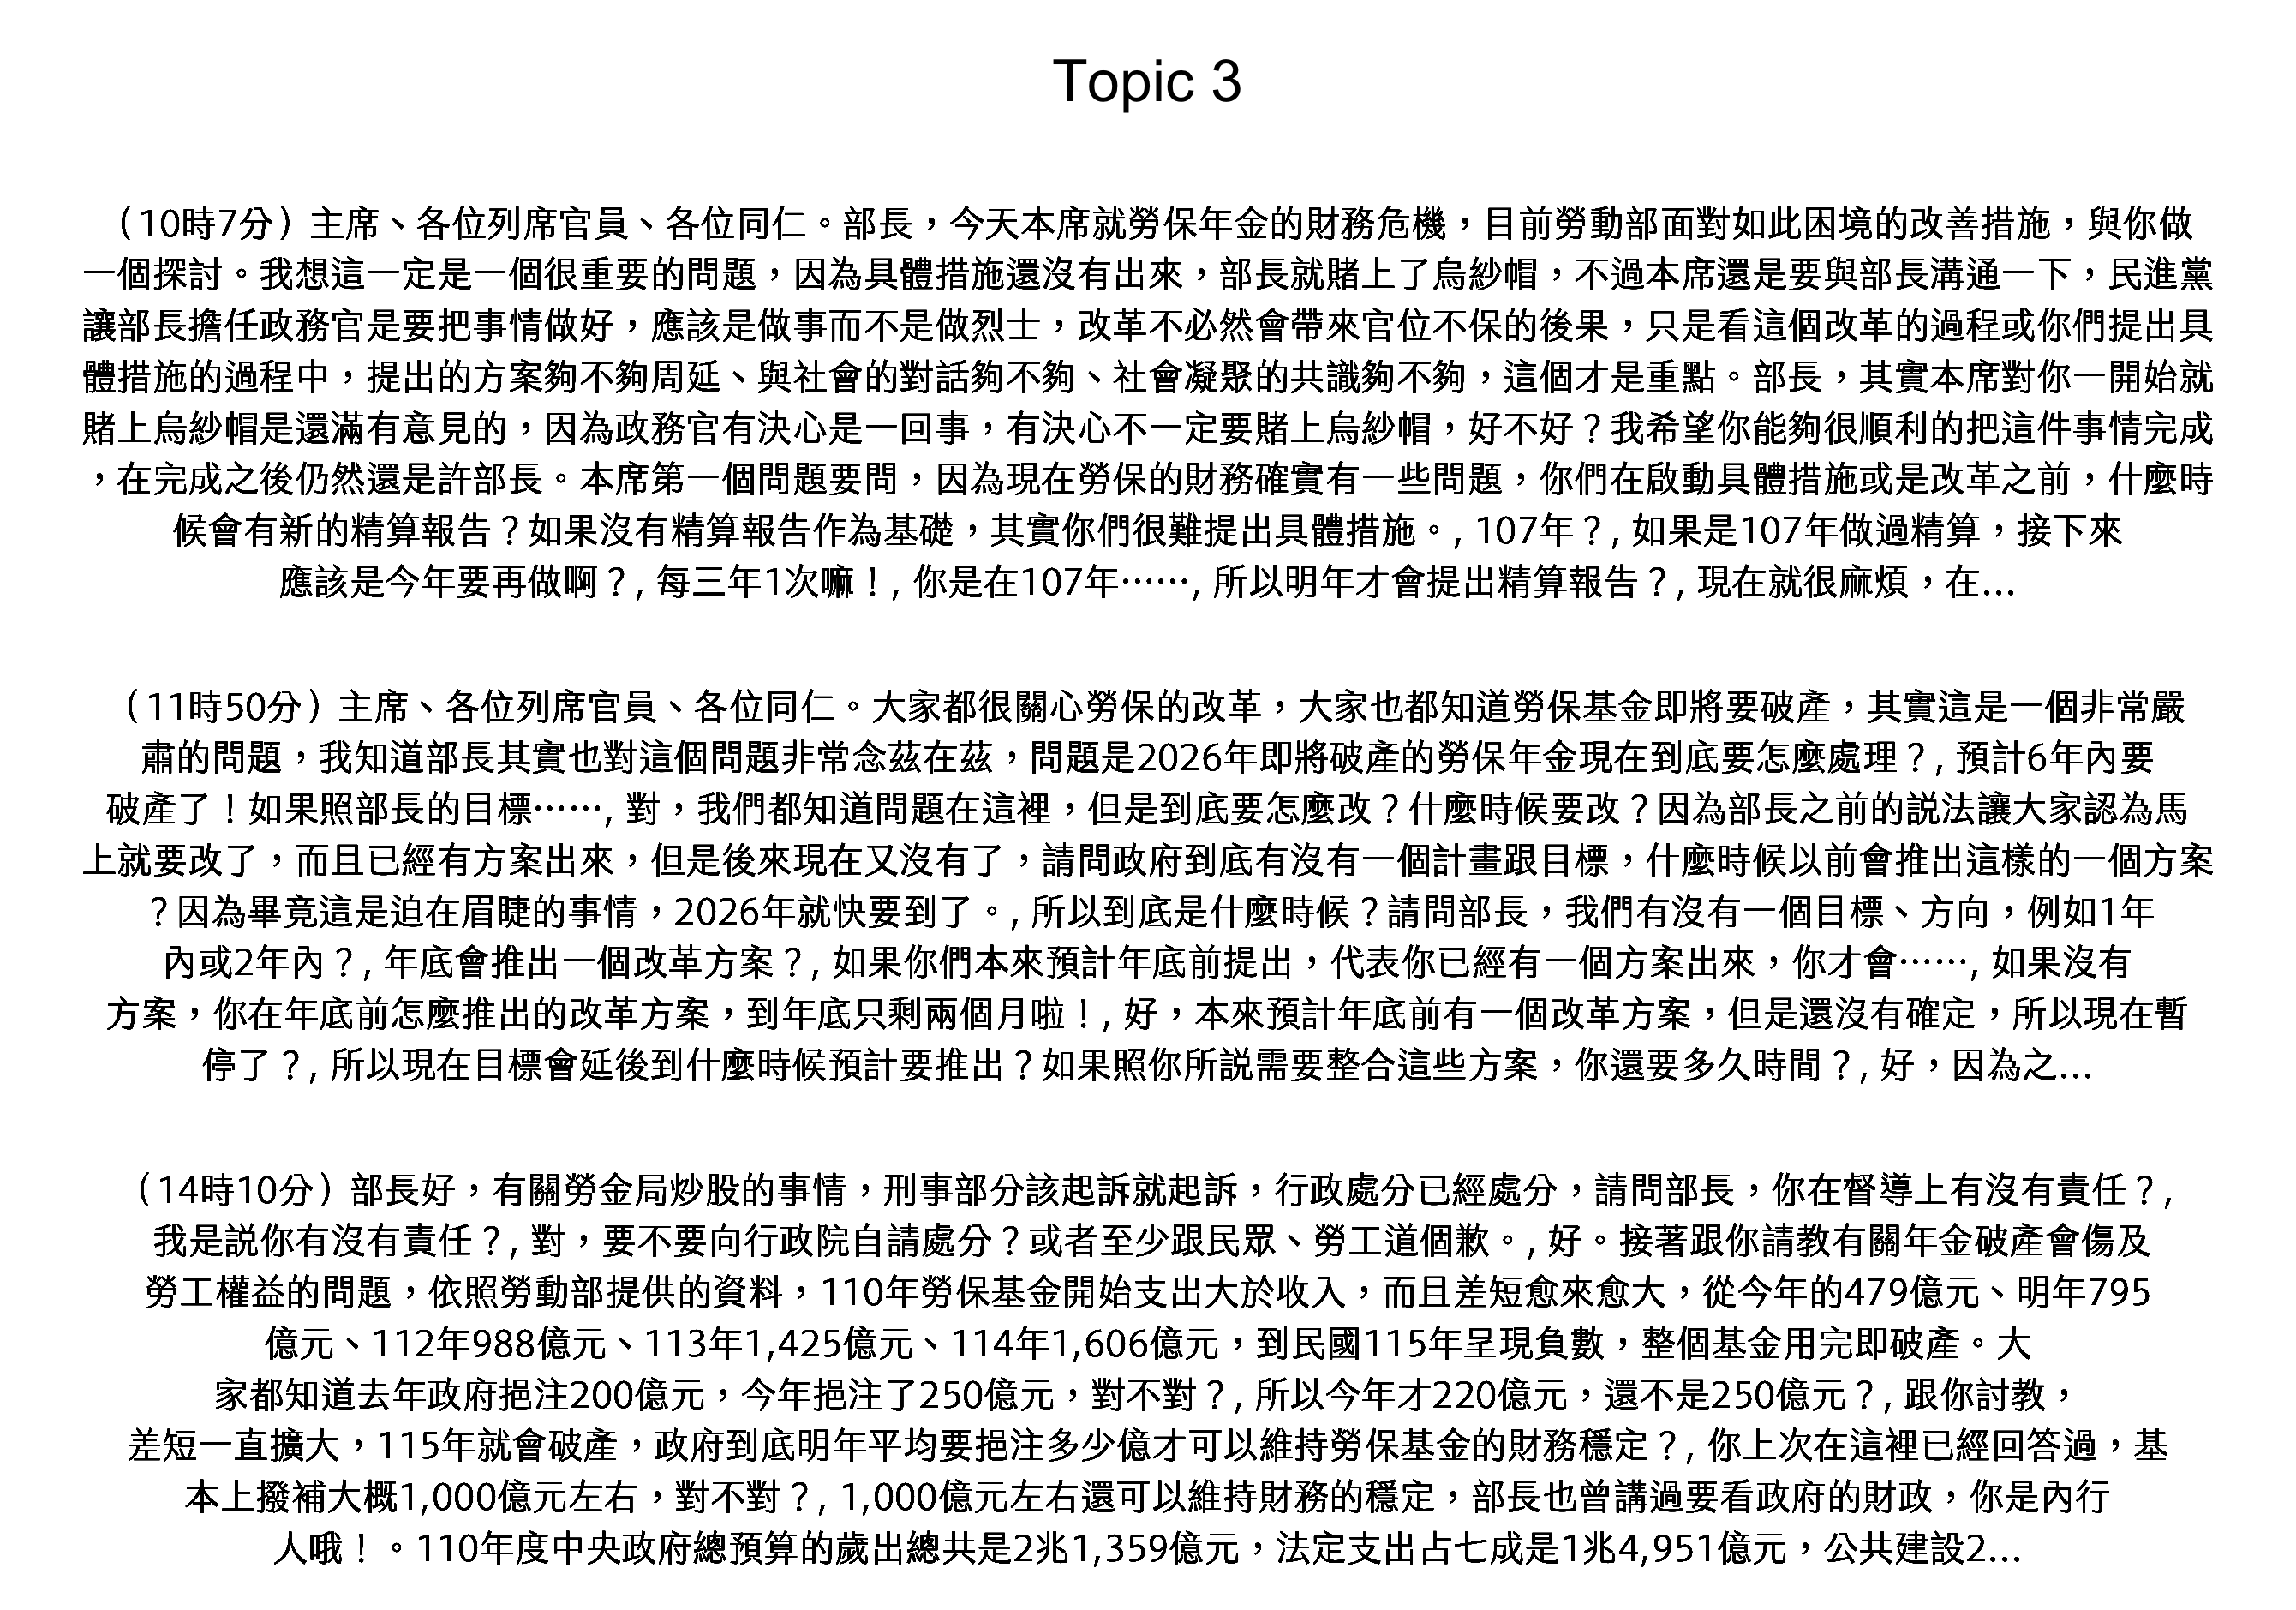 Topic 3
（10時7分）主席、各位列席官員、各位同仁。部長，今天本席就勞保年金的財務危機，目前勞動部面對如此困境的改善措施，與你做
一個探討。我想這一定是一個很重要的問題，因為具體措施還沒有出來，部長就賭上了烏紗帽，不過本席還是要與部長溝通一下，民進黨
讓部長擔任政務官是要把事情做好，應該是做事而不是做烈士，改革不必然會帶來官位不保的後果，只是看這個改革的過程或你們提出具
體措施的過程中，提出的方案夠不夠周延、與社會的對話夠不夠、社會凝聚的共識夠不夠，這個才是重點。部長，其實本席對你一開始就
賭上烏紗帽是還滿有意見的，因為政務官有決心是一回事，有決心不一定要賭上烏紗帽，好不好？我希望你能夠很順利的把這件事情完成
，在完成之後仍然還是許部長。本席第一個問題要問，因為現在勞保的財務確實有一些問題，你們在啟動具體措施或是改革之前，什麼時
候會有新的精算報告？如果沒有精算報告作為基礎，其實你們很難提出具體措施。, 107年？, 如果是107年做過精算，接下來
應該是今年要再做啊？, 每三年1次嘛！, 你是在107年……, 所以明年才會提出精算報告？, 現在就很麻煩，在...
（11時50分）主席、各位列席官員、各位同仁。大家都很關心勞保的改革，大家也都知道勞保基金即將要破產，其實這是一個非常嚴
肅的問題，我知道部長其實也對這個問題非常念茲在茲，問題是2026年即將破產的勞保年金現在到底要怎麼處理？, 預計6年內要
破產了！如果照部長的目標……, 對，我們都知道問題在這裡，但是到底要怎麼改？什麼時候要改？因為部長之前的說法讓大家認為馬
上就要改了，而且已經有方案出來，但是後來現在又沒有了，請問政府到底有沒有一個計畫跟目標，什麼時候以前會推出這樣的一個方案
？因為畢竟這是迫在眉睫的事情，2026年就快要到了。, 所以到底是什麼時候？請問部長，我們有沒有一個目標、方向，例如1年
內或2年內？, 年底會推出一個改革方案？, 如果你們本來預計年底前提出，代表你已經有一個方案出來，你才會……, 如果沒有
方案，你在年底前怎麼推出的改革方案，到年底只剩兩個月啦！, 好，本來預計年底前有一個改革方案，但是還沒有確定，所以現在暫
停了？, 所以現在目標會延後到什麼時候預計要推出？如果照你所說需要整合這些方案，你還要多久時間？, 好，因為之...
（14時10分）部長好，有關勞金局炒股的事情，刑事部分該起訴就起訴，行政處分已經處分，請問部長，你在督導上有沒有責任？,
我是說你有沒有責任？, 對，要不要向行政院自請處分？或者至少跟民眾、勞工道個歉。, 好。接著跟你請教有關年金破產會傷及
勞工權益的問題，依照勞動部提供的資料，110年勞保基金開始支出大於收入，而且差短愈來愈大，從今年的479億元、明年795
億元、112年988億元、113年1,425億元、114年1,606億元，到民國115年呈現負數，整個基金用完即破產。大
家都知道去年政府挹注200億元，今年挹注了250億元，對不對？, 所以今年才220億元，還不是250億元？, 跟你討教，
差短一直擴大，115年就會破產，政府到底明年平均要挹注多少億才可以維持勞保基金的財務穩定？, 你上次在這裡已經回答過，基
本上撥補大概1,000億元左右，對不對？, 1,000億元左右還可以維持財務的穩定，部長也曾講過要看政府的財政，你是內行
人哦！。110年度中央政府總預算的歲出總共是2兆1,359億元，法定支出占七成是1兆4,951億元，公共建設2...